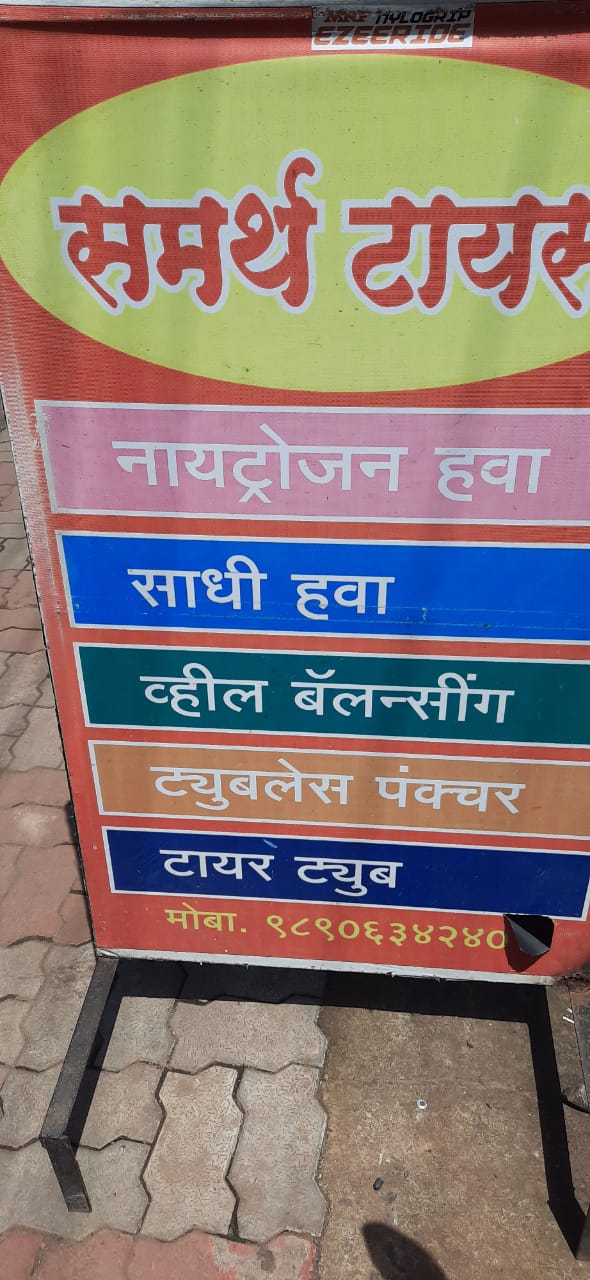 MRF NYLOGRIP
EZEERIDE
समर्थ टायर
नायट्रोजन हवा
साधी हवा
व्हील बॅलन्सींग
ट्युबलेस पंक्चर
टायर ट्युब
मोबा. ९८९०६३४२४०